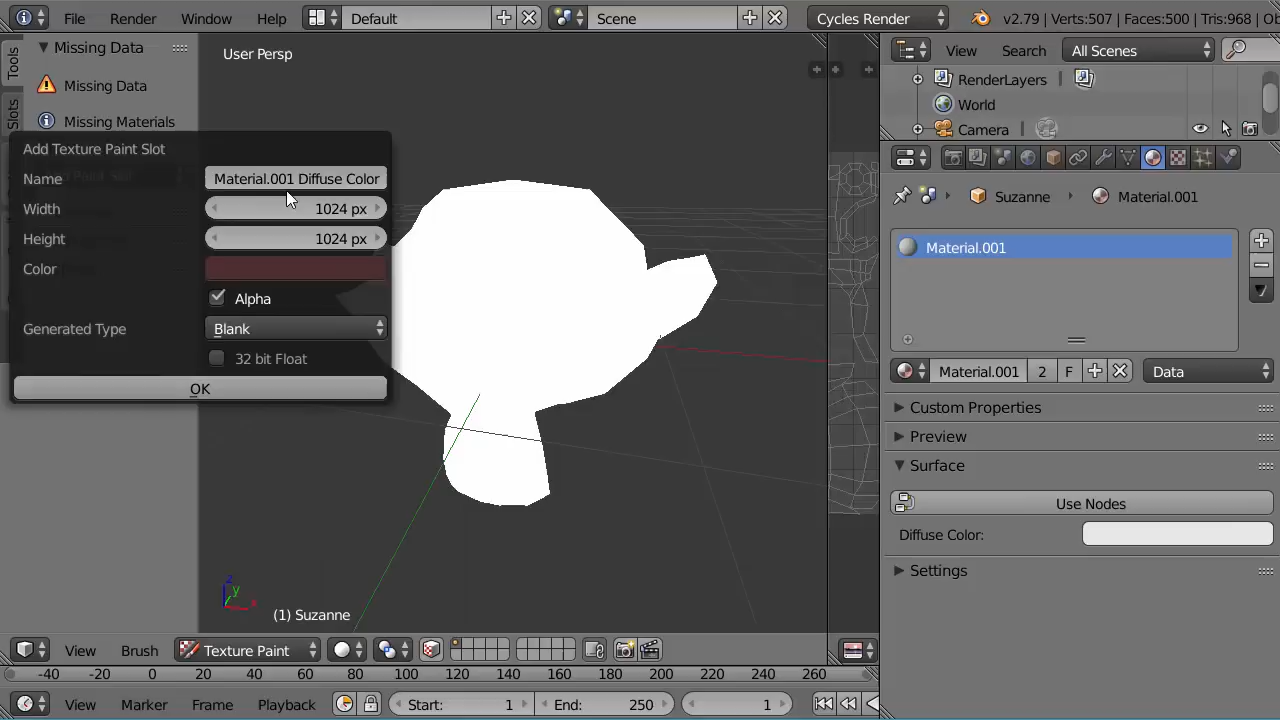 File Render Window Help Default Scene Cycles Render v2.79 | Verts:507 | Faces:500 | Tris:968 |
Tools
Slots
Missing Data
Missing Data
Missing Materials
Add Texture Paint Slot
Name Material.001 Diffuse Color
Width 1024 px
Height 1024 px
Color
Alpha
Generated Type Blank
32 bit Float
OK
User Persp
z
y
x
(1) Suzanne
View Brush Texture Paint
-40 -20 0 20 40 60 80 100 120 140 160 180 200 220 240 260
View Marker Frame Playback Start: 1 End: 250 1
View Search All Scenes
RenderLayers
World
Camera
Suzanne Material.001
Material.001
Material.001 2 F Data
Custom Properties
Preview
Surface
Use Nodes
Diffuse Color:
Settings